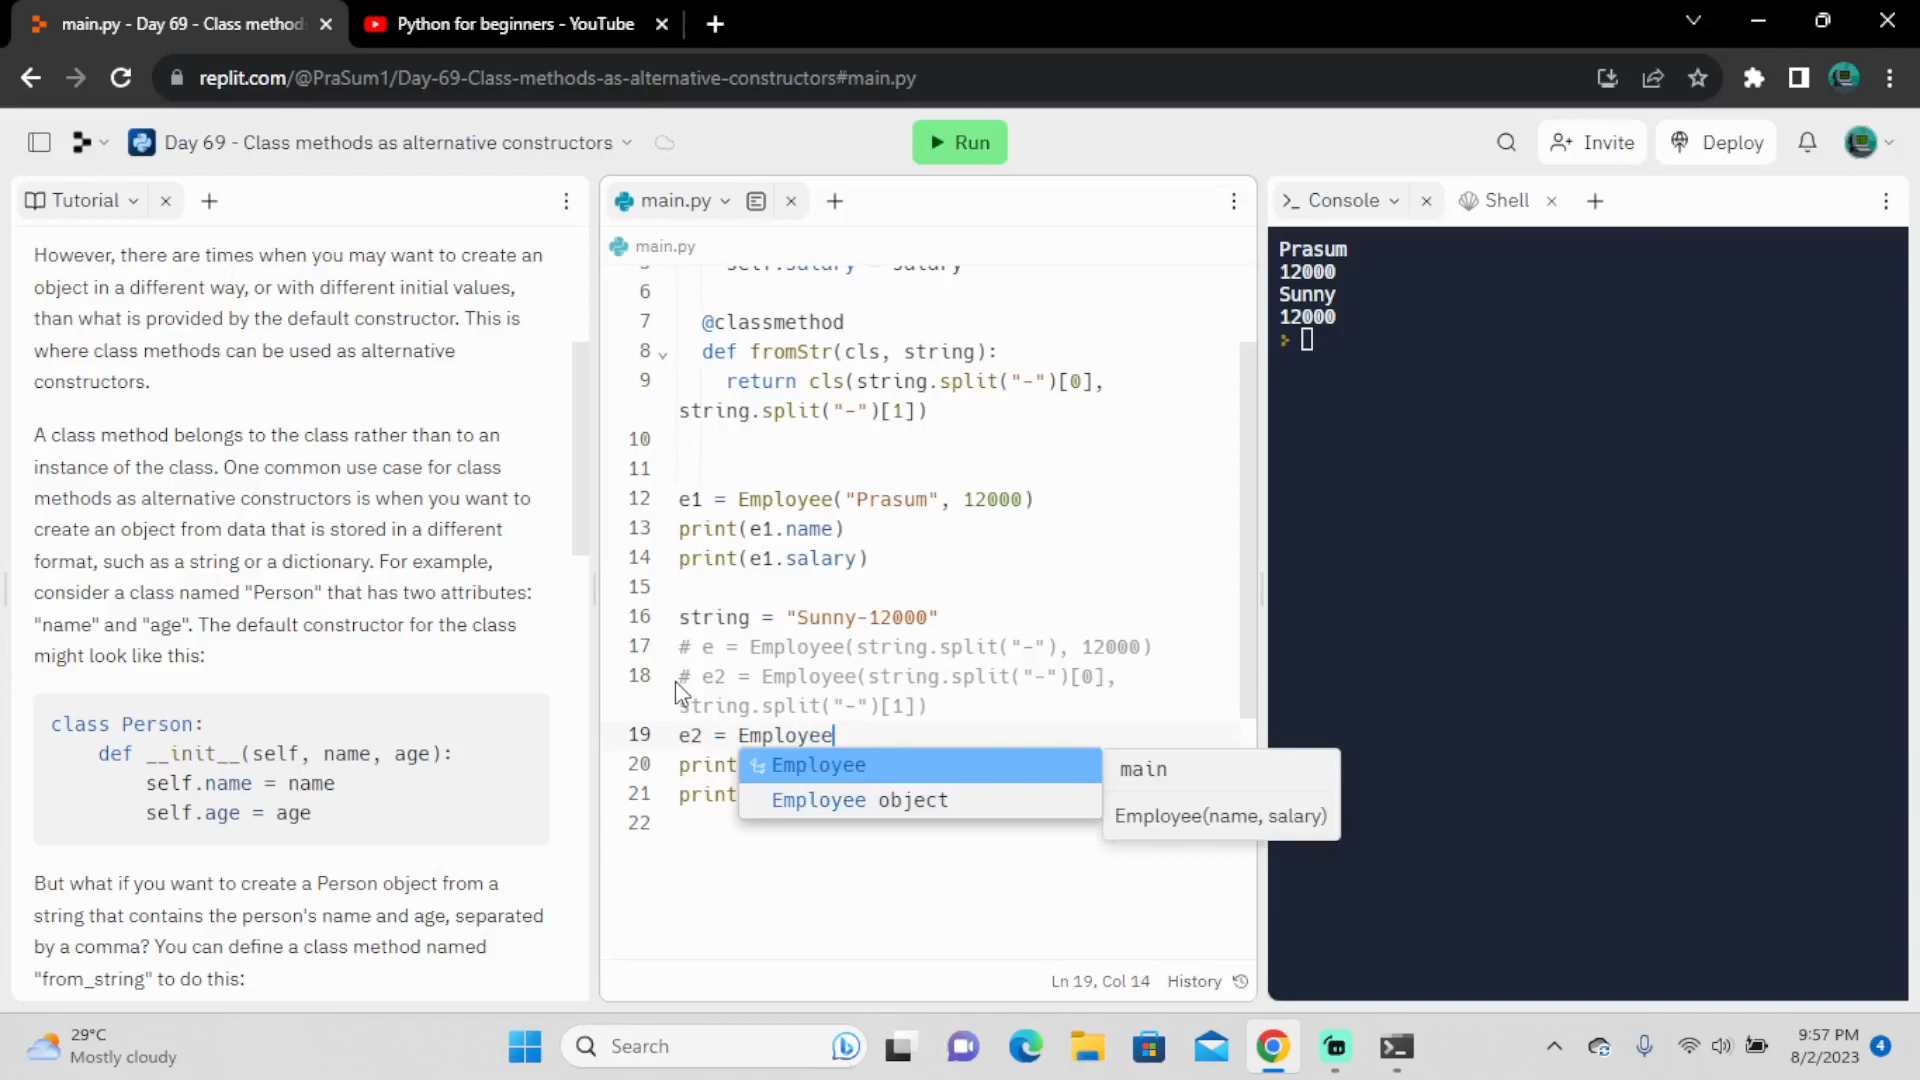 main.py - Day 69 - Class method
Python for beginners - YouTube
replit.com/@PraSum1/Day-69-Class-methods-as-alternative-constructors#main.py
Day 69 - Class methods as alternative constructors
Run
Invite
Deploy
Tutorial
However, there are times when you may want to create an
object in a different way, or with different initial values,
than what is provided by the default constructor. This is
where class methods can be used as alternative
constructors.
A class method belongs to the class rather than to an
instance of the class. One common use case for class
methods as alternative constructors is when you want to
create an object from data that is stored in a different
format, such as a string or a dictionary. For example,
consider a class named "Person" that has two attributes:
"name" and "age". The default constructor for the class
might look like this:
class Person:
def __init__(self, name, age):
self.name = name
self.age = age
But what if you want to create a Person object from a
string that contains the person's name and age, separated
by a comma? You can define a class method named
"from_string" to do this:
main.py
main.py
5 self.salary = salary
6
7 @classmethod
8 def fromStr(cls, string):
9 return cls(string.split("-")[0],
string.split("-")[1])
10
11
12 e1 = Employee("Prasum", 12000)
13 print(e1.name)
14 print(e1.salary)
15
16 string = "Sunny-12000"
17 # e = Employee(string.split("-"), 12000)
18 # e2 = Employee(string.split("-")[0],
string.split("-")[1])
19 e2 = Employee
20 print
21 print
22
Employee
Employee object
main
Employee(name, salary)
Ln 19, Col 14 History
Console
Shell
Prasum
12000
Sunny
12000
29°C
Mostly cloudy
Search
9:57 PM
8/2/2023
4